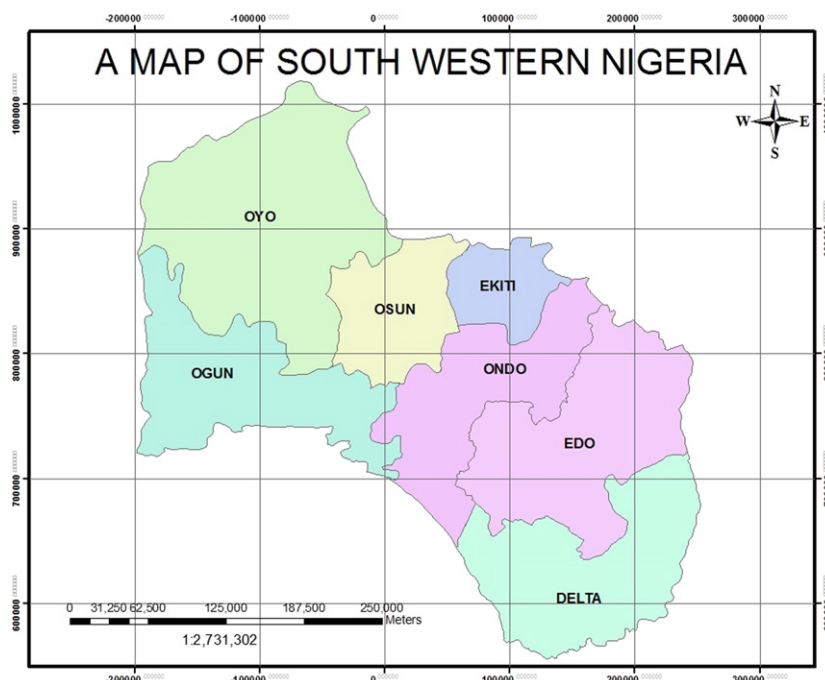 -200000 -100000 0 100000 200000 300000
A MAP OF SOUTH WESTERN NIGERIA
N
W E
S
1000000
900000
800000
700000
600000
OYO
EKITI
OSUN
ONDO
OGUN
EDO
DELTA
0 31,250 62,500 125,000 187,500 250,000
Meters
1:2,731,302
-200000 -100000 0 100000 200000 300000